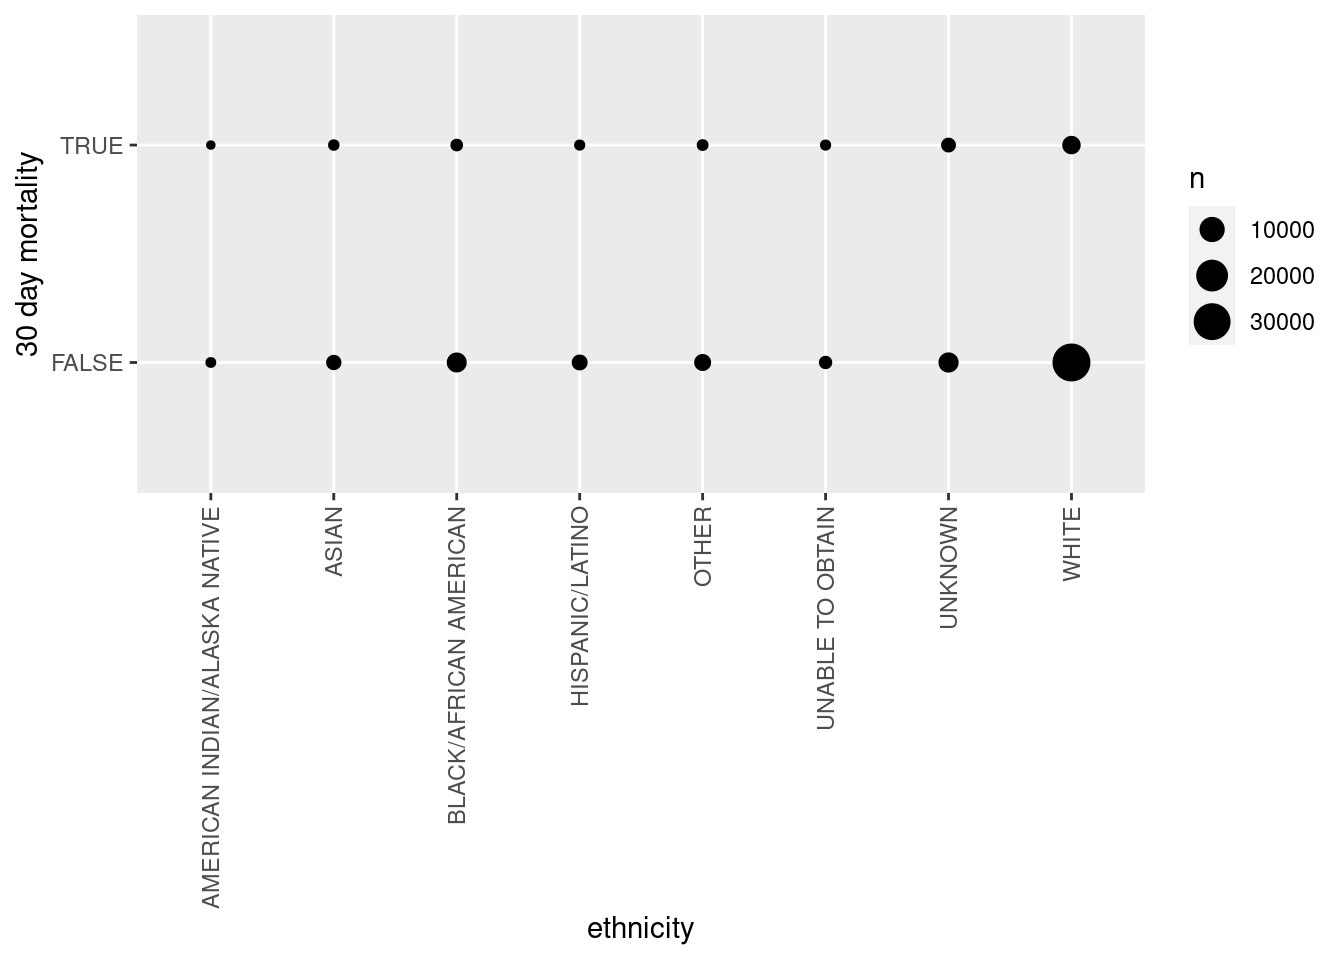 30 day mortality
TRUE
FALSE
AMERICAN INDIAN/ALASKA NATIVE
ASIAN
BLACK/AFRICAN AMERICAN
HISPANIC/LATINO
OTHER
UNABLE TO OBTAIN
UNKNOWN
WHITE
ethnicity
n
10000
20000
30000